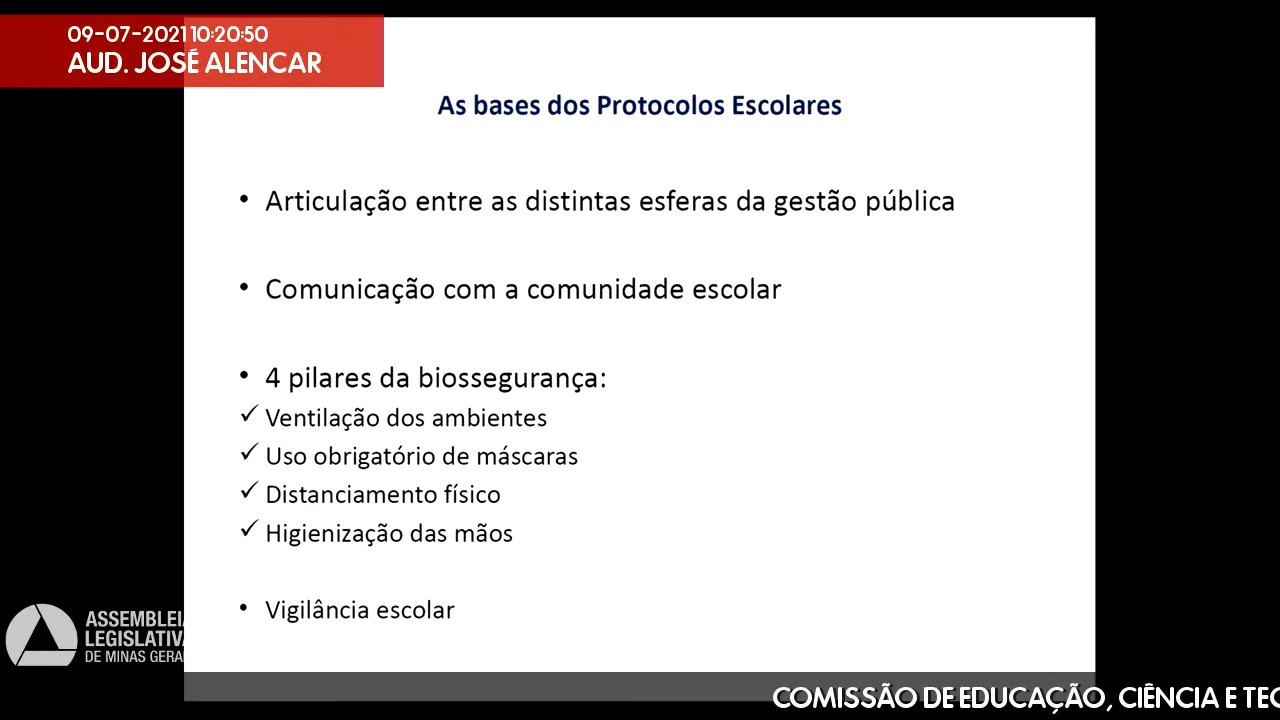 09-07-2021 10:20:50
AUD. JOSÉ ALENCAR
As bases dos Protocolos Escolares
• Articulação entre as distintas esferas da gestão pública
• Comunicação com a comunidade escolar
• 4 pilares da biossegurança:
✓ Ventilação dos ambientes
✓ Uso obrigatório de máscaras
✓ Distanciamento físico
✓ Higienização das mãos
• Vigilância escolar
ASSEMBLEIA
LEGISLATIVA
DE MINAS GERA
COMISSÃO DE EDUCAÇÃO, CIÊNCIA E TEC